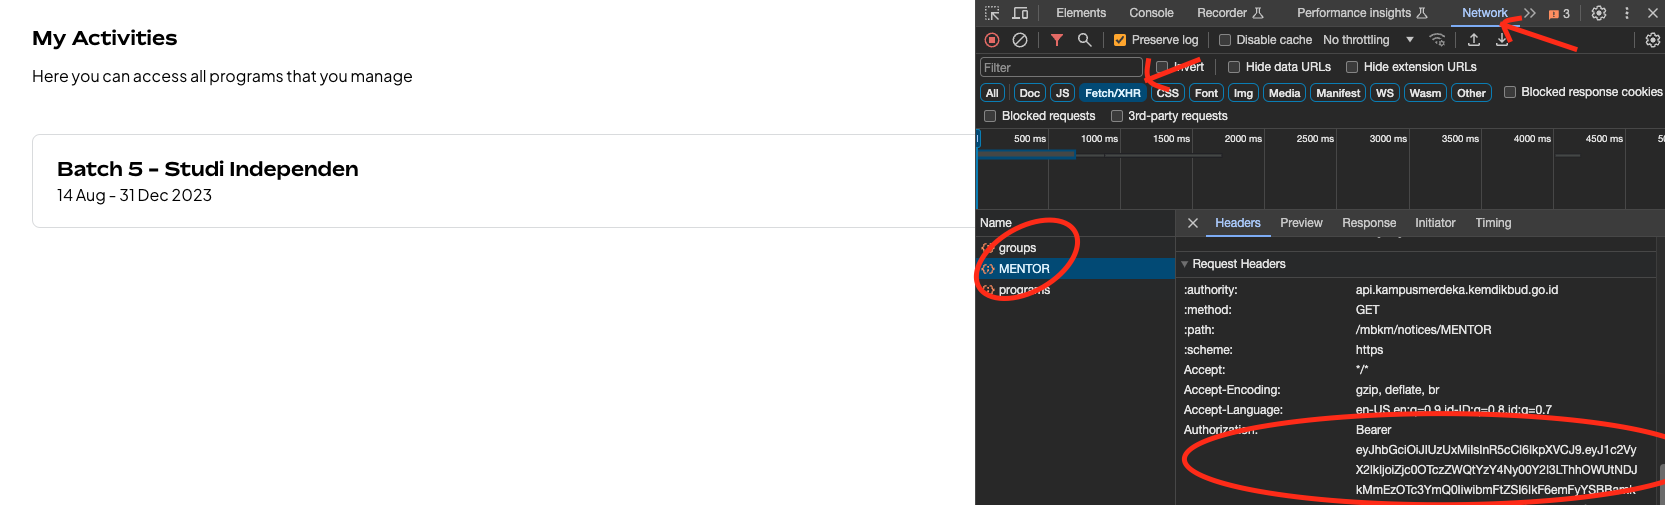 My Activities
Here you can access all programs that you manage
Batch 5 - Studi Independen
14 Aug - 31 Dec 2023
Elements Console Recorder Performance insights Network 3
Preserve log Disable cache No throttling
Filter Invert Hide data URLs Hide extension URLs
All Doc JS Fetch/XHR CSS Font Img Media Manifest WS Wasm Other Blocked response cookies
Blocked requests 3rd-party requests
500 ms 1000 ms 1500 ms 2000 ms 2500 ms 3000 ms 3500 ms 4000 ms 4500 ms
Name Headers Preview Response Initiator Timing
groups
MENTOR
programs
Request Headers
:authority: api.kampusmerdeka.kemdikbud.go.id
:method: GET
:path: /mbkm/notices/MENTOR
:scheme: https
Accept: */*
Accept-Encoding: gzip, deflate, br
Accept-Language: en-US,en;q=0.9,id-ID;q=0.8,id;q=0.7
Authorization: Bearer